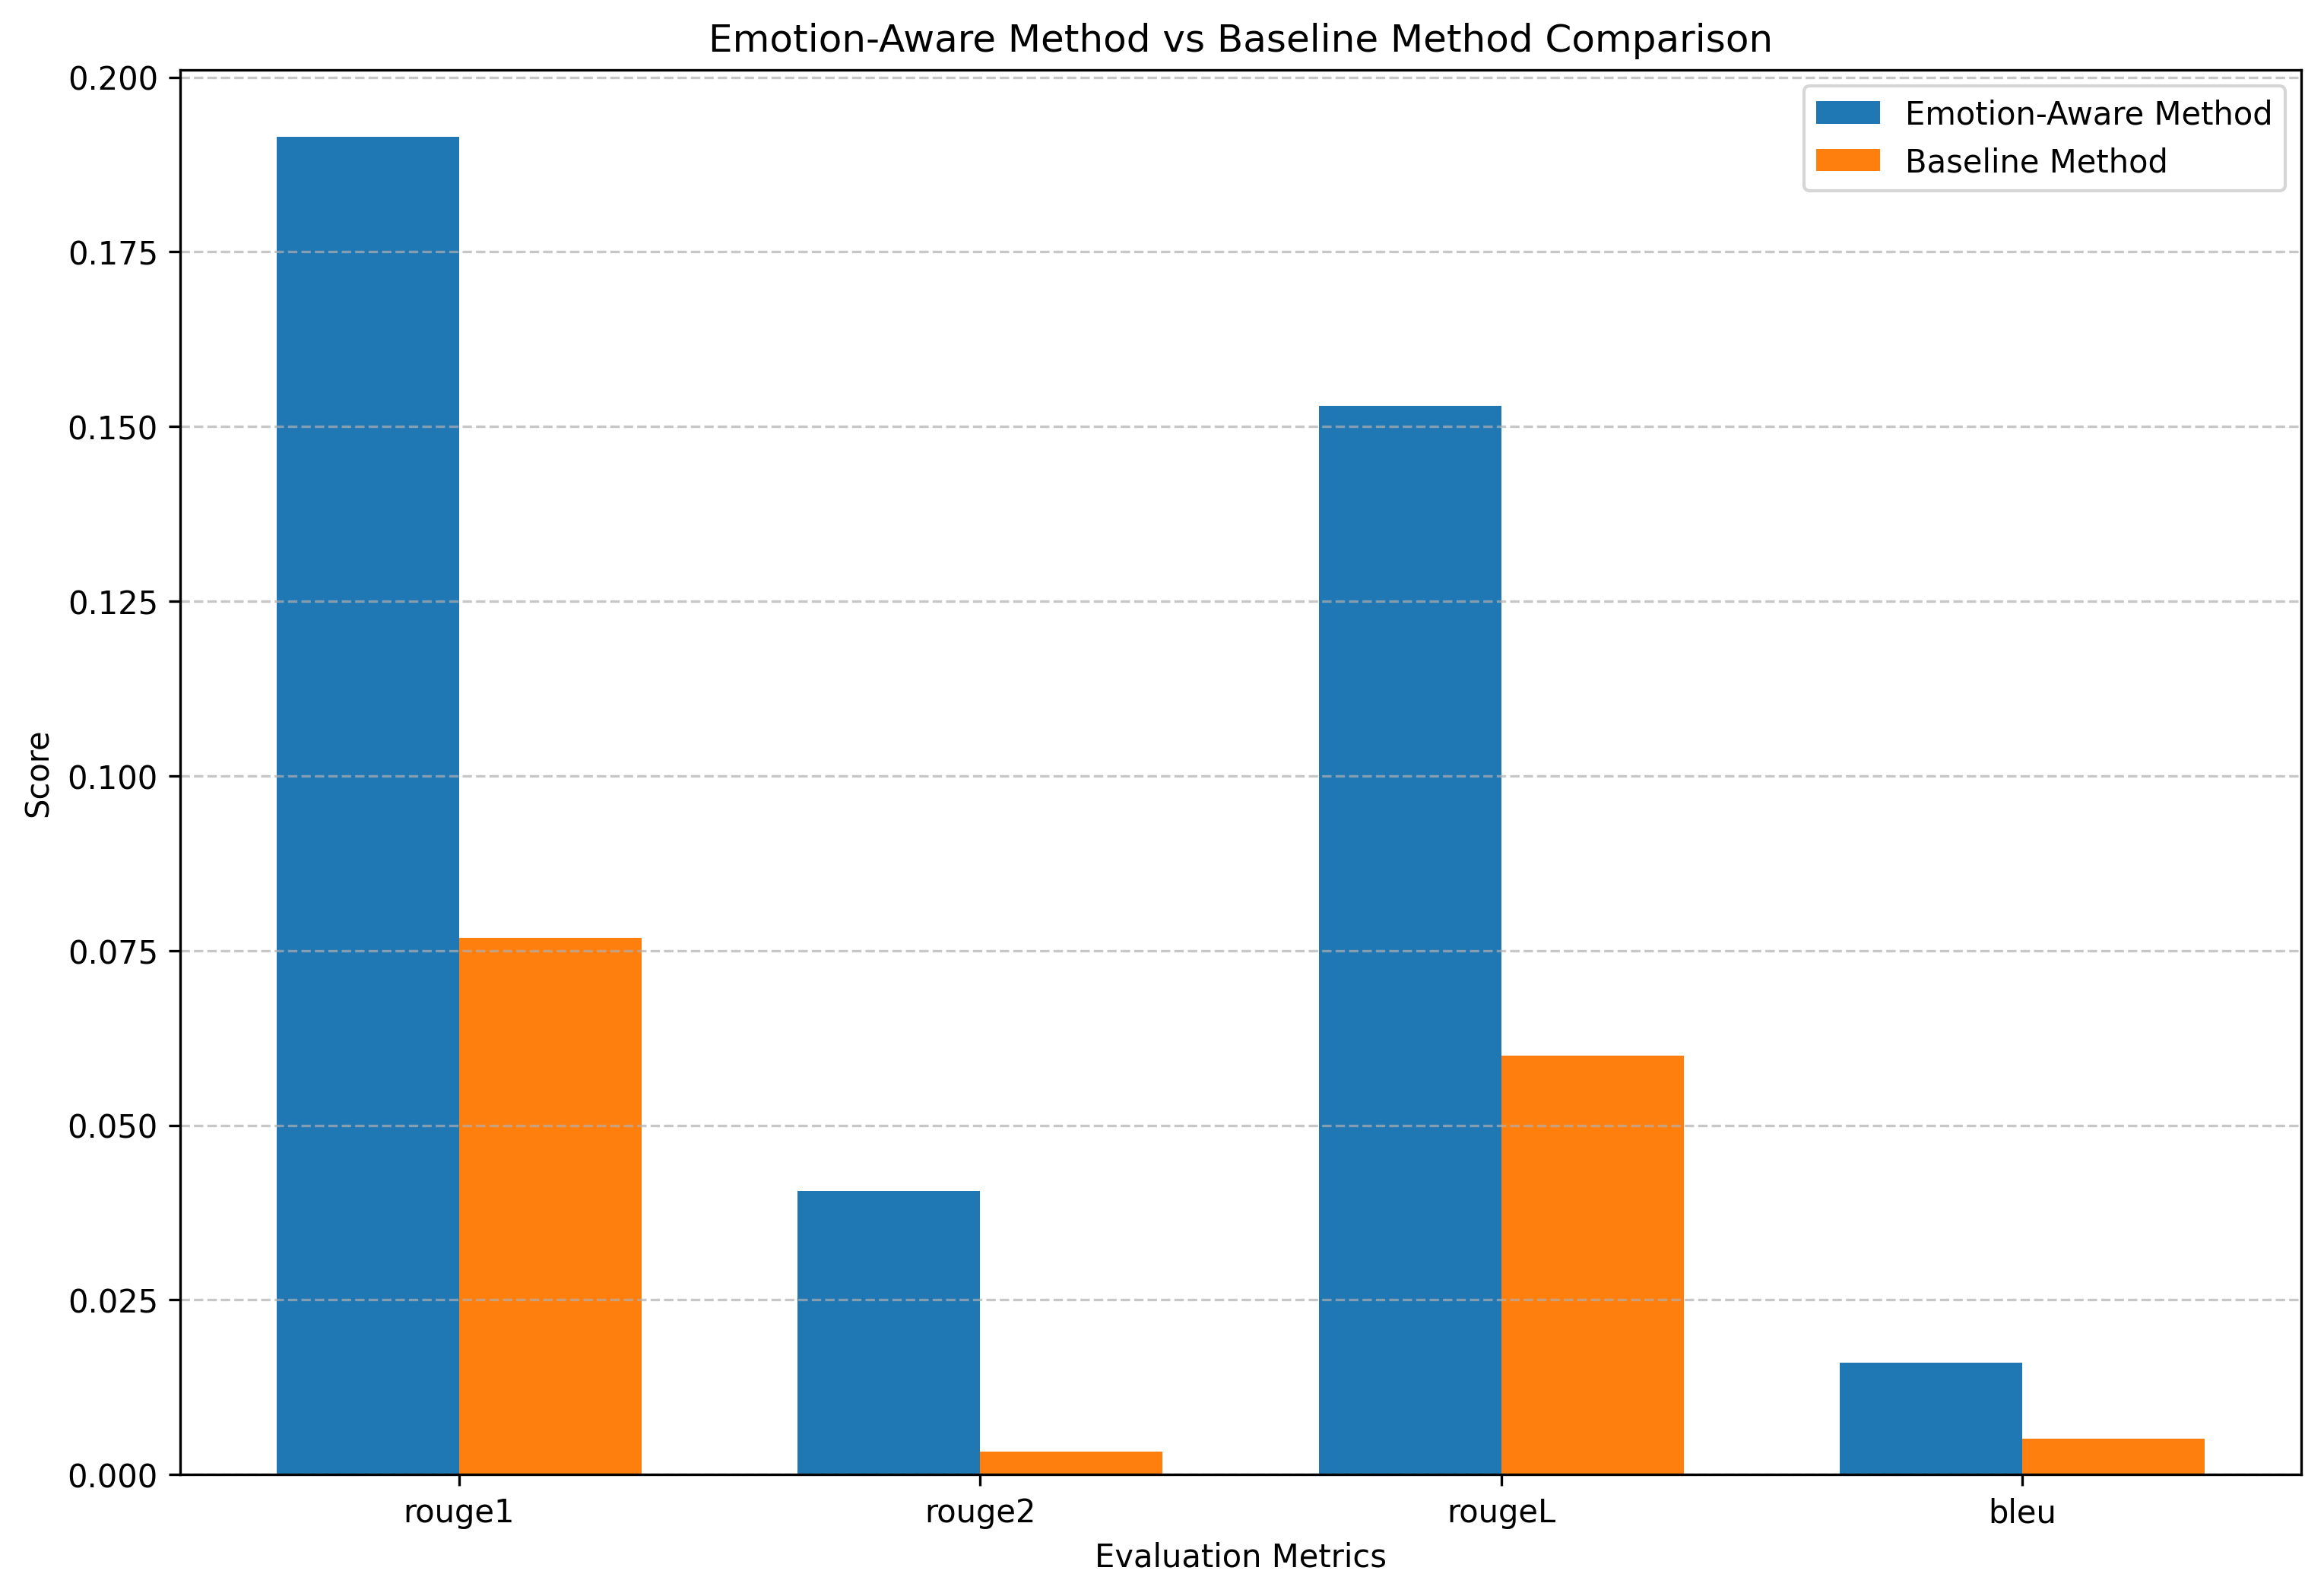 Emotion-Aware Method vs Baseline Method Comparison
Emotion-Aware Method
Baseline Method
0.200
0.175
0.150
0.125
0.100
0.075
0.050
0.025
0.000
Score
rouge1
rouge2
rougeL
bleu
Evaluation Metrics